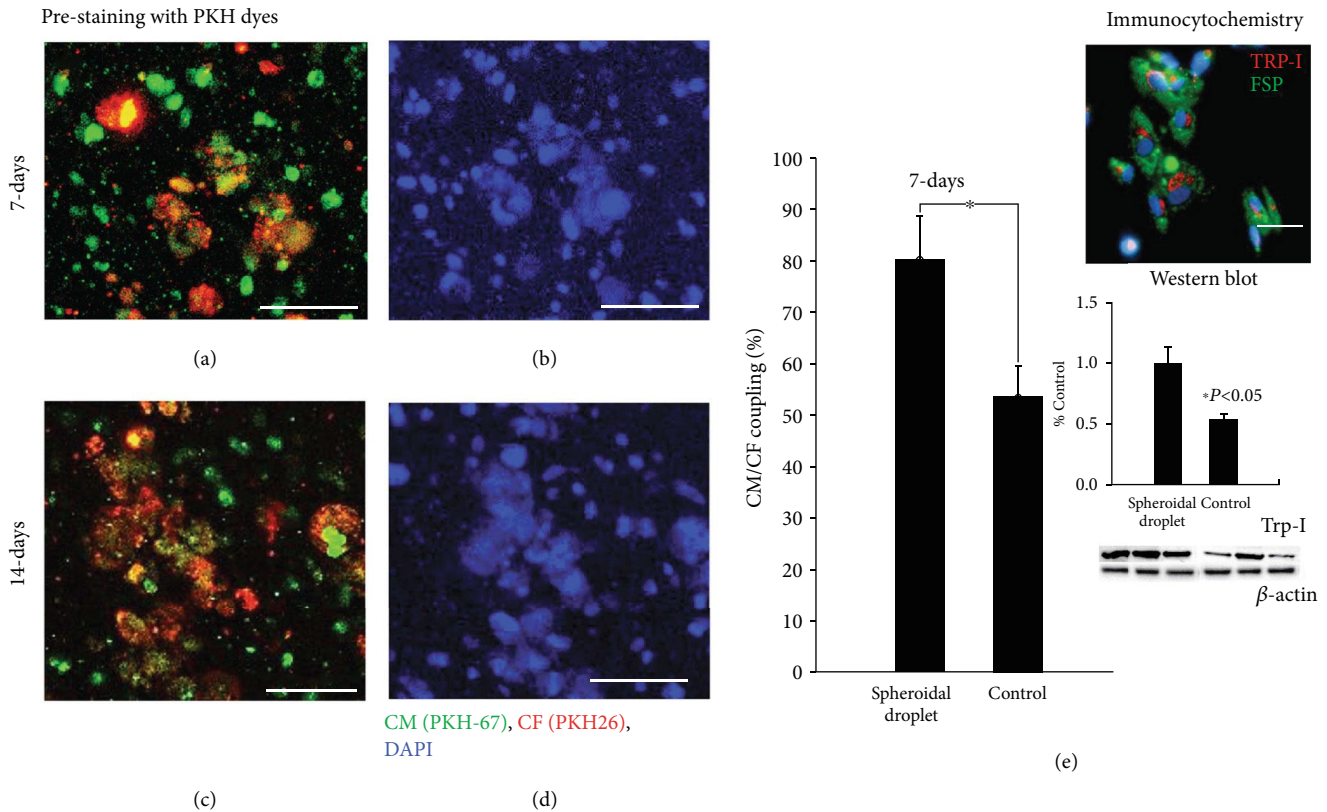 Pre-staining with PKH dyes
7-days
(a)
(b)
14-days
CM (PKH-67), CF (PKH26),
DAPI
(c)
(d)
Immunocytochemistry
TRP-I
FSP
Western blot
CM/CF coupling (%)
100
90
80
70
60
50
40
30
20
10
0
7-days
*
Spheroidal
droplet
Control
% Control
1.5
1.0
0.5
0.0
*P<0.05
Spheroidal
droplet
Control
Trp-I
β-actin
(e)